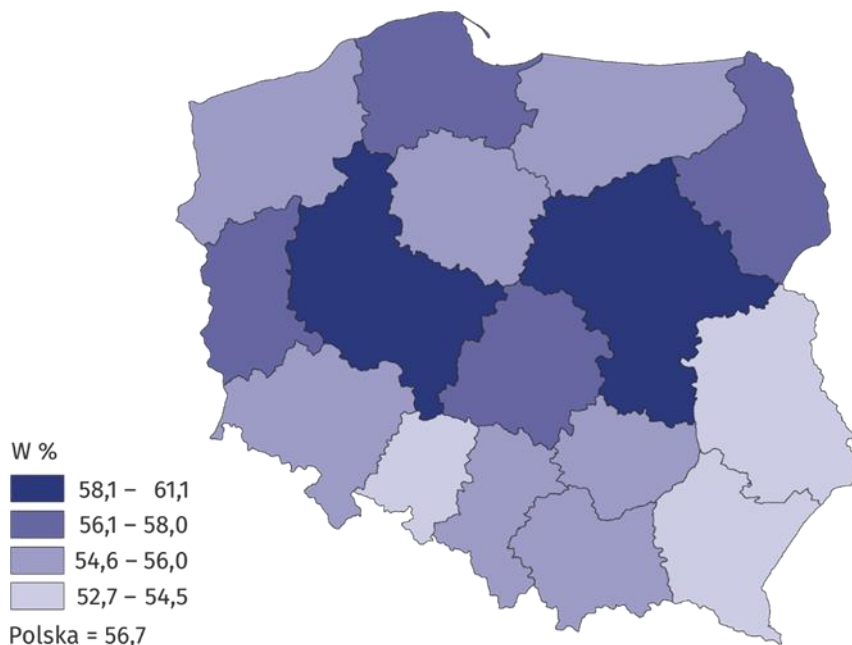 W %
58,1 – 61,1
56,1 – 58,0
54,6 – 56,0
52,7 – 54,5
Polska = 56,7